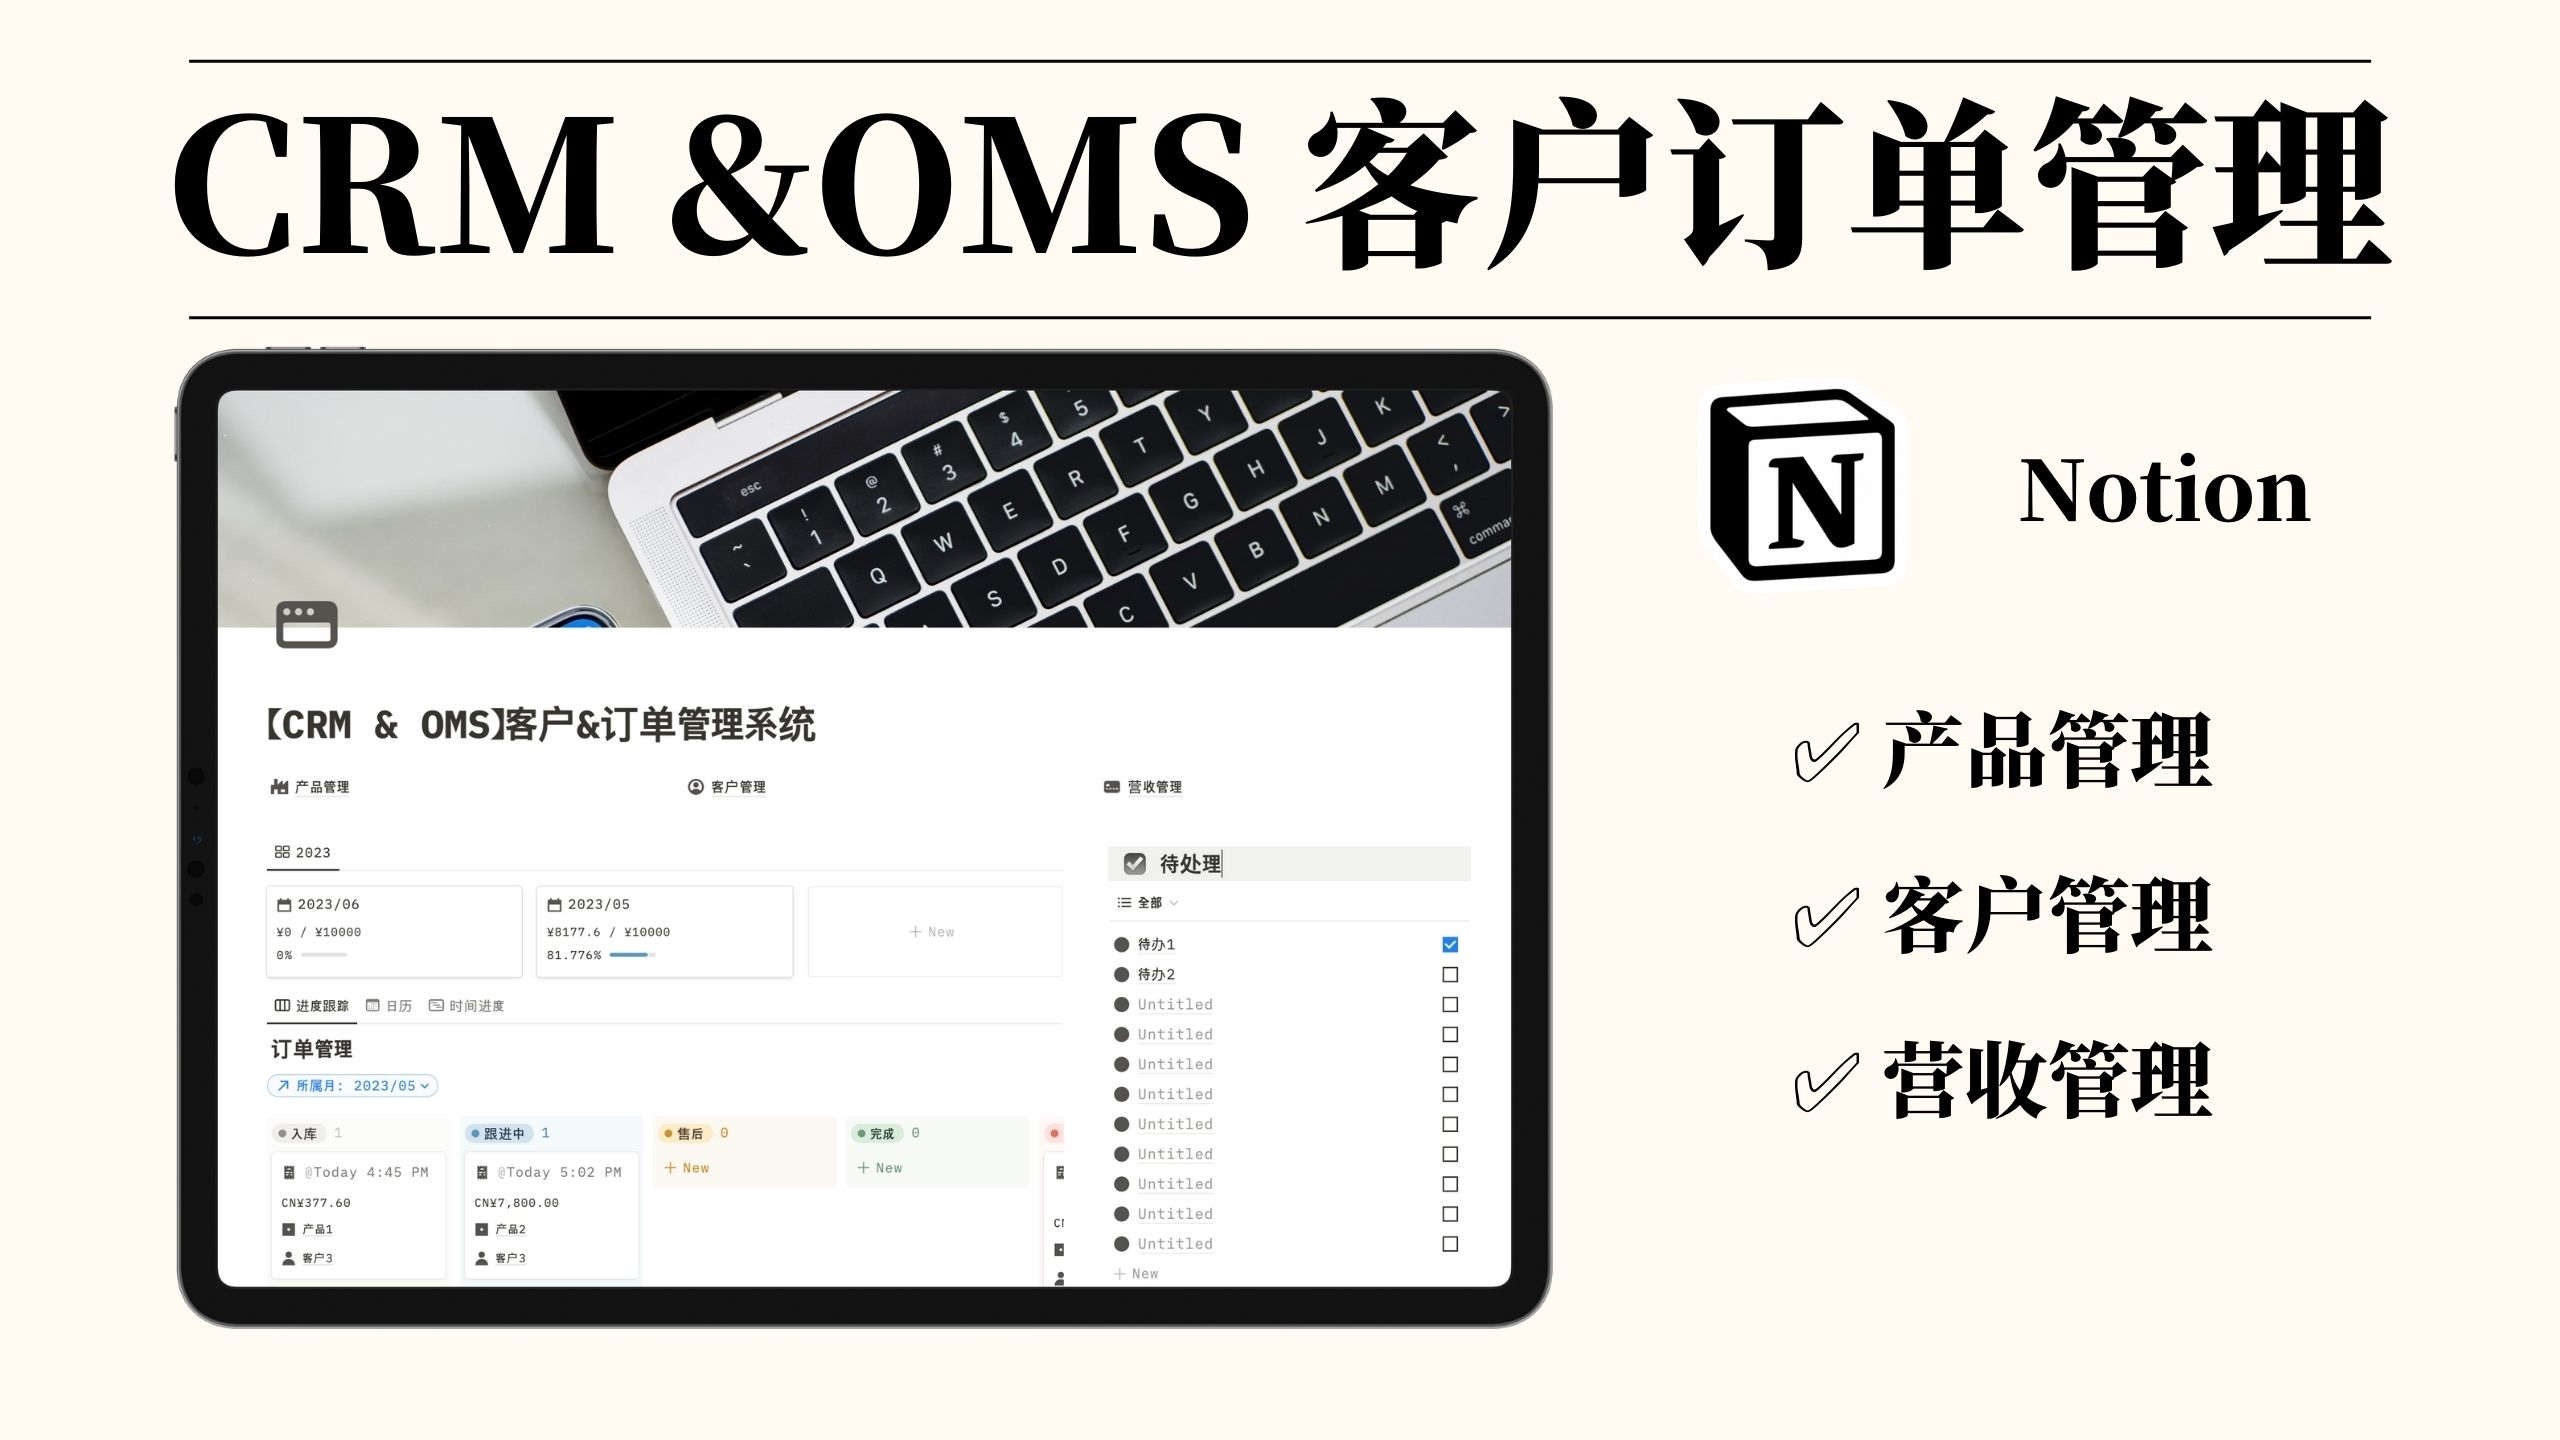 CRM &OMS 客户订单管理
N
Notion
✓ 产品管理
✓ 客户管理
✓ 营收管理
esc
~ `
! 1
@ 2
# 3
$ 4
5
Q W E R T Y
S D F G H J K
C V B N M < , >
⌘ comma
【CRM & OMS】客户&订单管理系统
产品管理
客户管理
营收管理
2023
2023/06
¥0 / ¥10000
0%
2023/05
¥8177.6 / ¥10000
81.776%
+ New
进度跟踪 日历 时间进度
订单管理
↗ 所属月: 2023/05
入库 1
@Today 4:45 PM
CN¥377.60
产品1
客户3
跟进中 1
@Today 5:02 PM
CN¥7,800.00
产品2
客户3
售后 0
+ New
完成 0
+ New
待处理
全部
待办1
待办2
Untitled
Untitled
Untitled
Untitled
Untitled
Untitled
Untitled
Untitled
Untitled
+ New